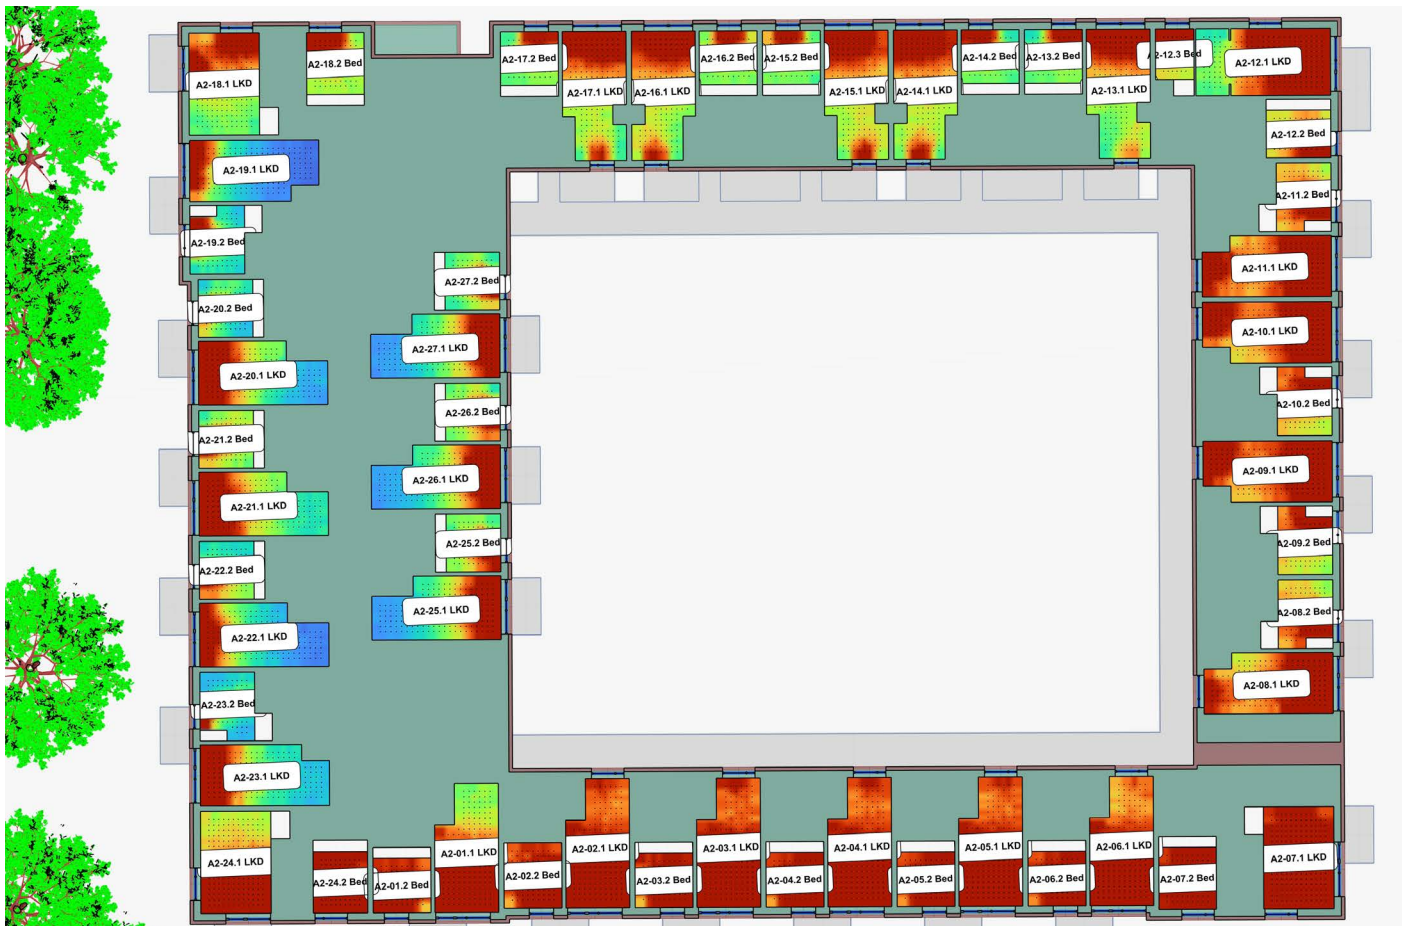 A2-18.1 LKD
A2-18.2 Bed
A2-17.2 Bed
A2-17.1 LKD
A2-16.1 LKD
A2-16.2 Bed
A2-15.2 Bed
A2-15.1 LKD
A2-14.1 LKD
A2-14.2 Bed
A2-13.2 Bed
A2-13.1 LKD
A2-12.3 Bed
A2-12.1 LKD
A2-12.2 Bed
A2-19.1 LKD
A2-11.2 Bed
A2-19.2 Bed
A2-11.1 LKD
A2-27.2 Bed
A2-20.2 Bed
A2-10.1 LKD
A2-27.1 LKD
A2-20.1 LKD
A2-10.2 Bed
A2-26.2 Bed
A2-21.2 Bed
A2-09.1 LKD
A2-26.1 LKD
A2-21.1 LKD
A2-25.2 Bed
A2-09.2 Bed
A2-22.2 Bed
A2-25.1 LKD
A2-08.2 Bed
A2-22.1 LKD
A2-08.1 LKD
A2-23.2 Bed
A2-23.1 LKD
A2-24.1 LKD
A2-24.2 Bed
A2-01.2 Bed
A2-01.1 LKD
A2-02.2 Bed
A2-02.1 LKD
A2-03.2 Bed
A2-03.1 LKD
A2-04.2 Bed
A2-04.1 LKD
A2-05.2 Bed
A2-05.1 LKD
A2-06.2 Bed
A2-06.1 LKD
A2-07.2 Bed
A2-07.1 LKD